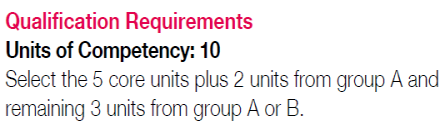 Qualification Requirements
Units of Competency: 10
Select the 5 core units plus 2 units from group A and
remaining 3 units from group A or B.